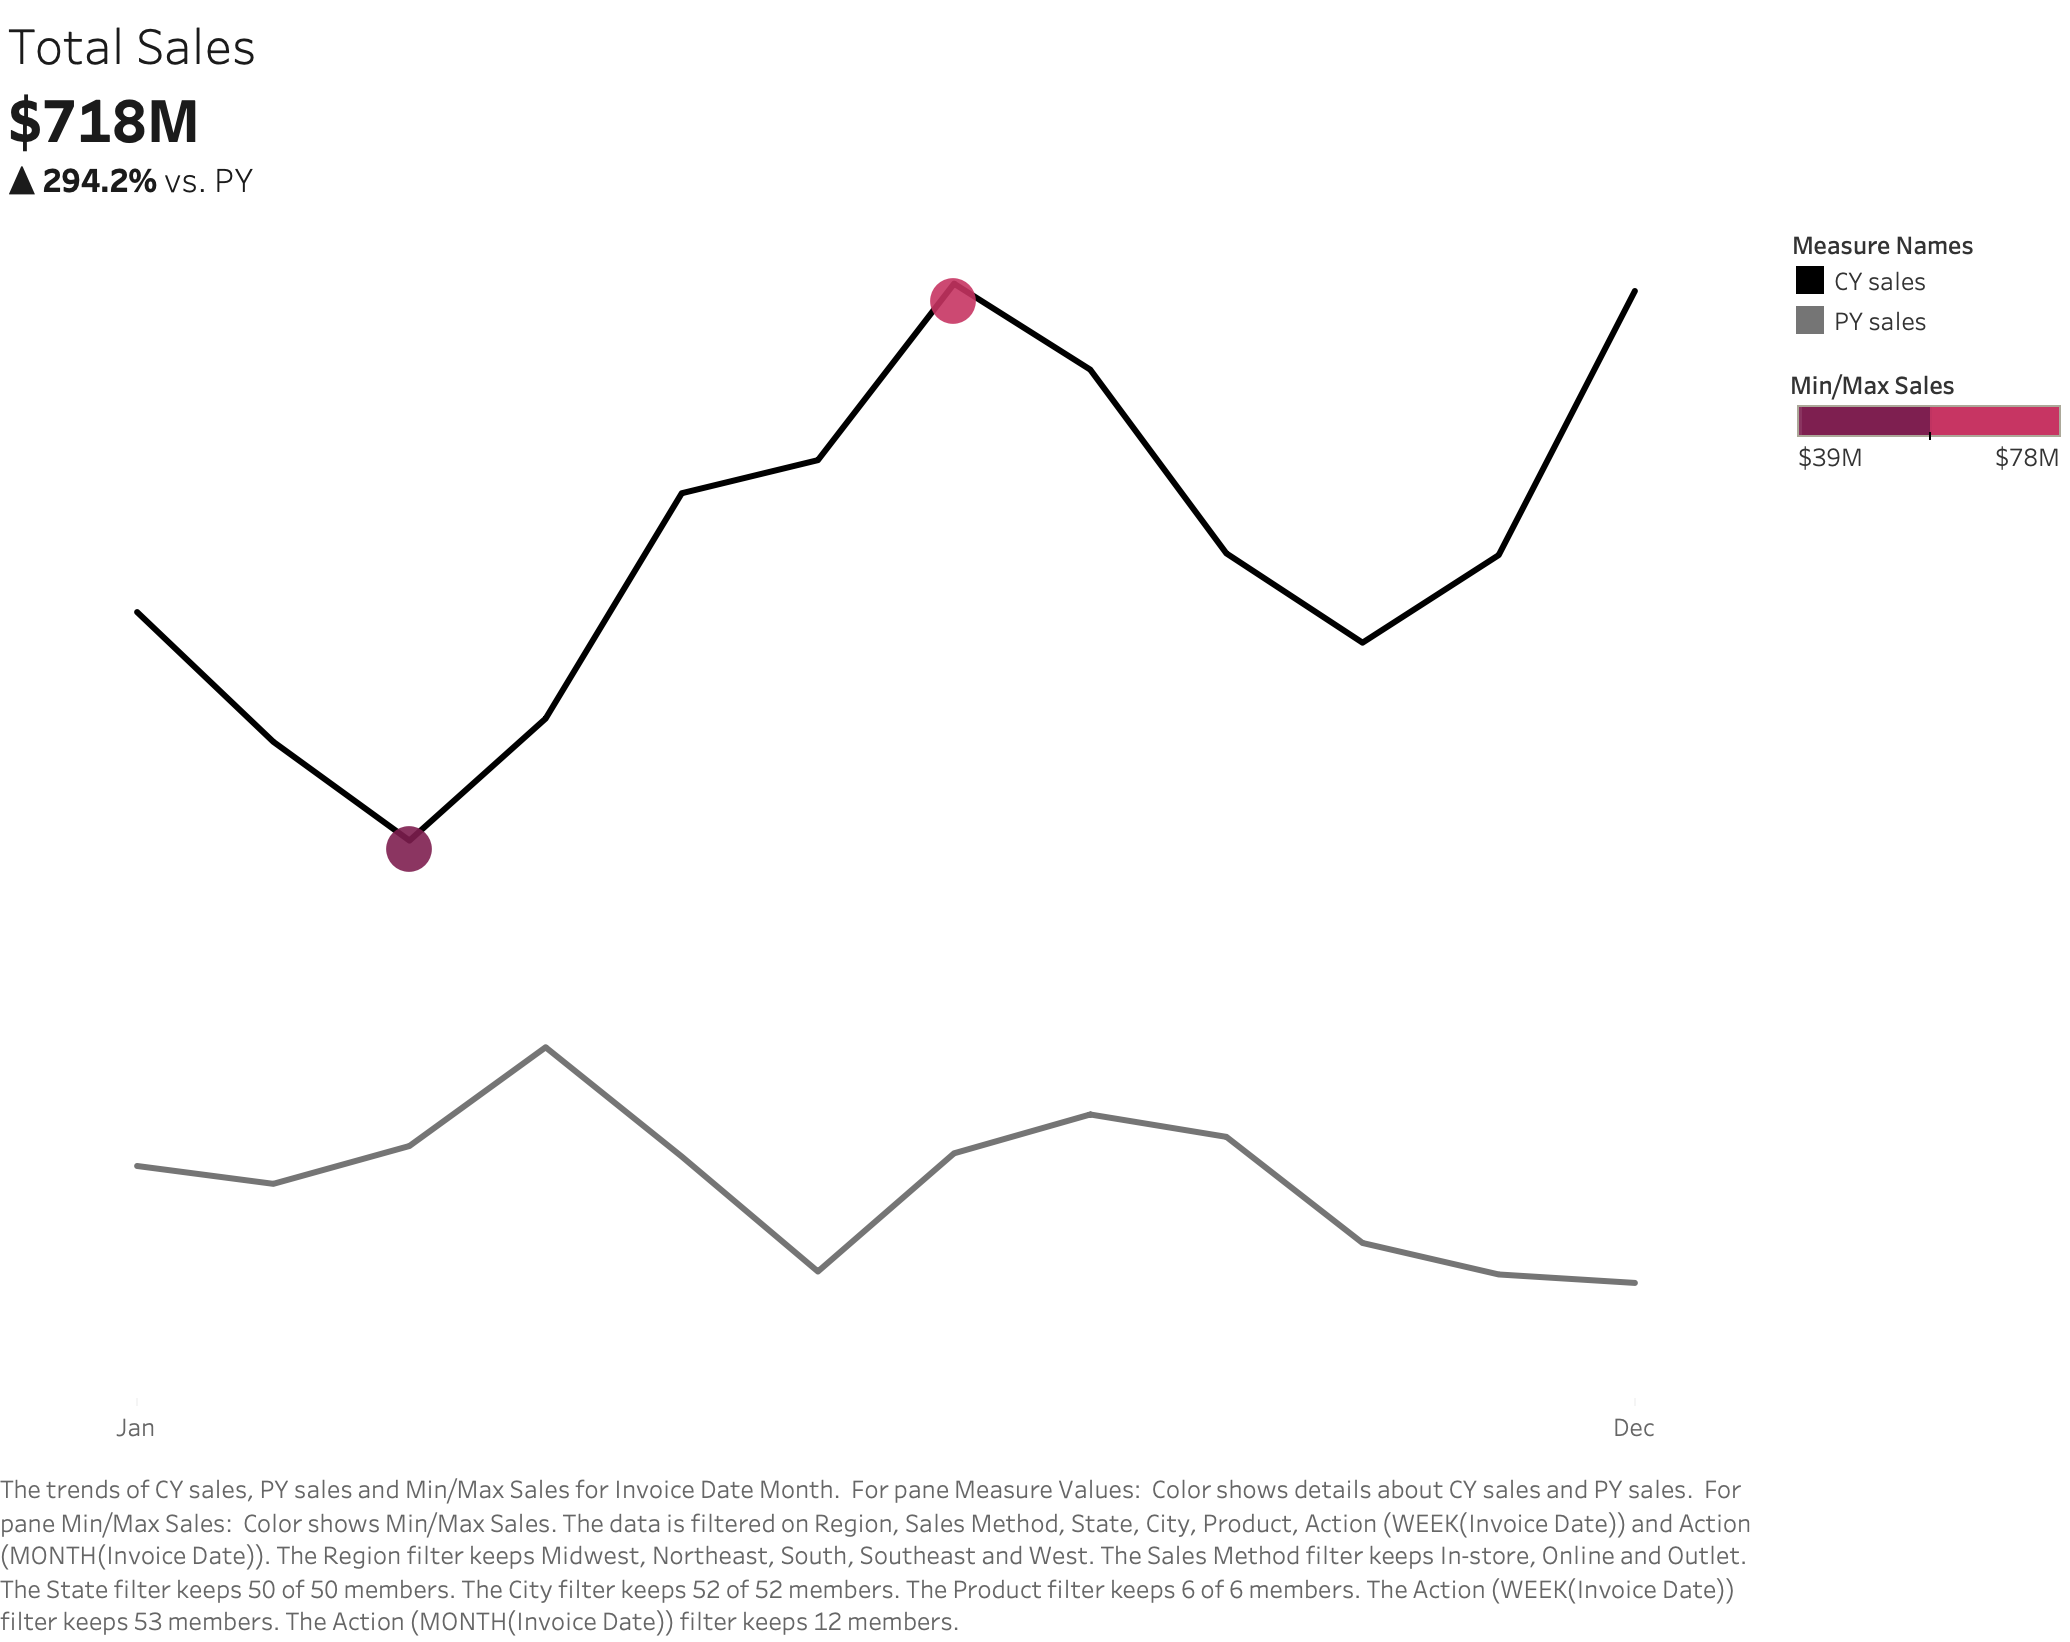 Total Sales
$718M
▲ 294.2% vs. PY
Measure Names
CY sales
PY sales
Min/Max Sales
$39M $78M
Jan Dec
The trends of CY sales, PY sales and Min/Max Sales for Invoice Date Month.  For pane Measure Values:  Color shows details about CY sales and PY sales.  For
pane Min/Max Sales:  Color shows Min/Max Sales. The data is filtered on Region, Sales Method, State, City, Product, Action (WEEK(Invoice Date)) and Action
(MONTH(Invoice Date)). The Region filter keeps Midwest, Northeast, South, Southeast and West. The Sales Method filter keeps In-store, Online and Outlet.
The State filter keeps 50 of 50 members. The City filter keeps 52 of 52 members. The Product filter keeps 6 of 6 members. The Action (WEEK(Invoice Date))
filter keeps 53 members. The Action (MONTH(Invoice Date)) filter keeps 12 members.